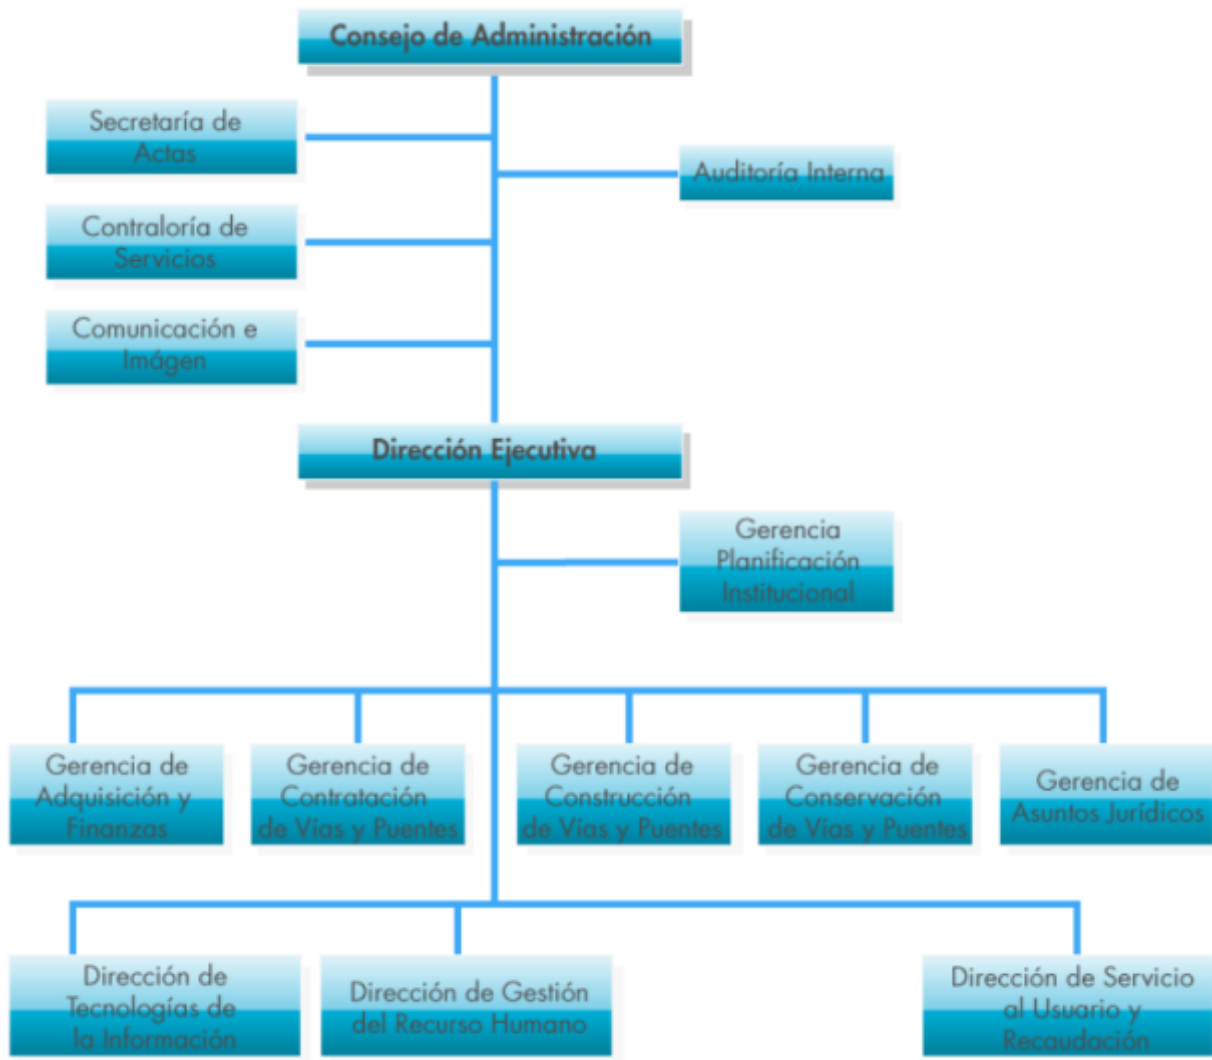 Consejo de Administración
Secretaría de
Actas
Auditoría Interna
Contraloría de
Servicios
Comunicación e
Imágen
Dirección Ejecutiva
Gerencia
Planificación
Institucional
Gerencia de
Adquisición y
Finanzas
Gerencia de
Contratación
de Vías y Puentes
Gerencia de
Construcción
de Vías y Puentes
Gerencia de
Conservación
de Vías y Puentes
Gerencia de
Asuntos Jurídicos
Dirección de
Tecnologías de
la Información
Dirección de Gestión
del Recurso Humano
Dirección de Servicio
al Usuario y
Recaudación